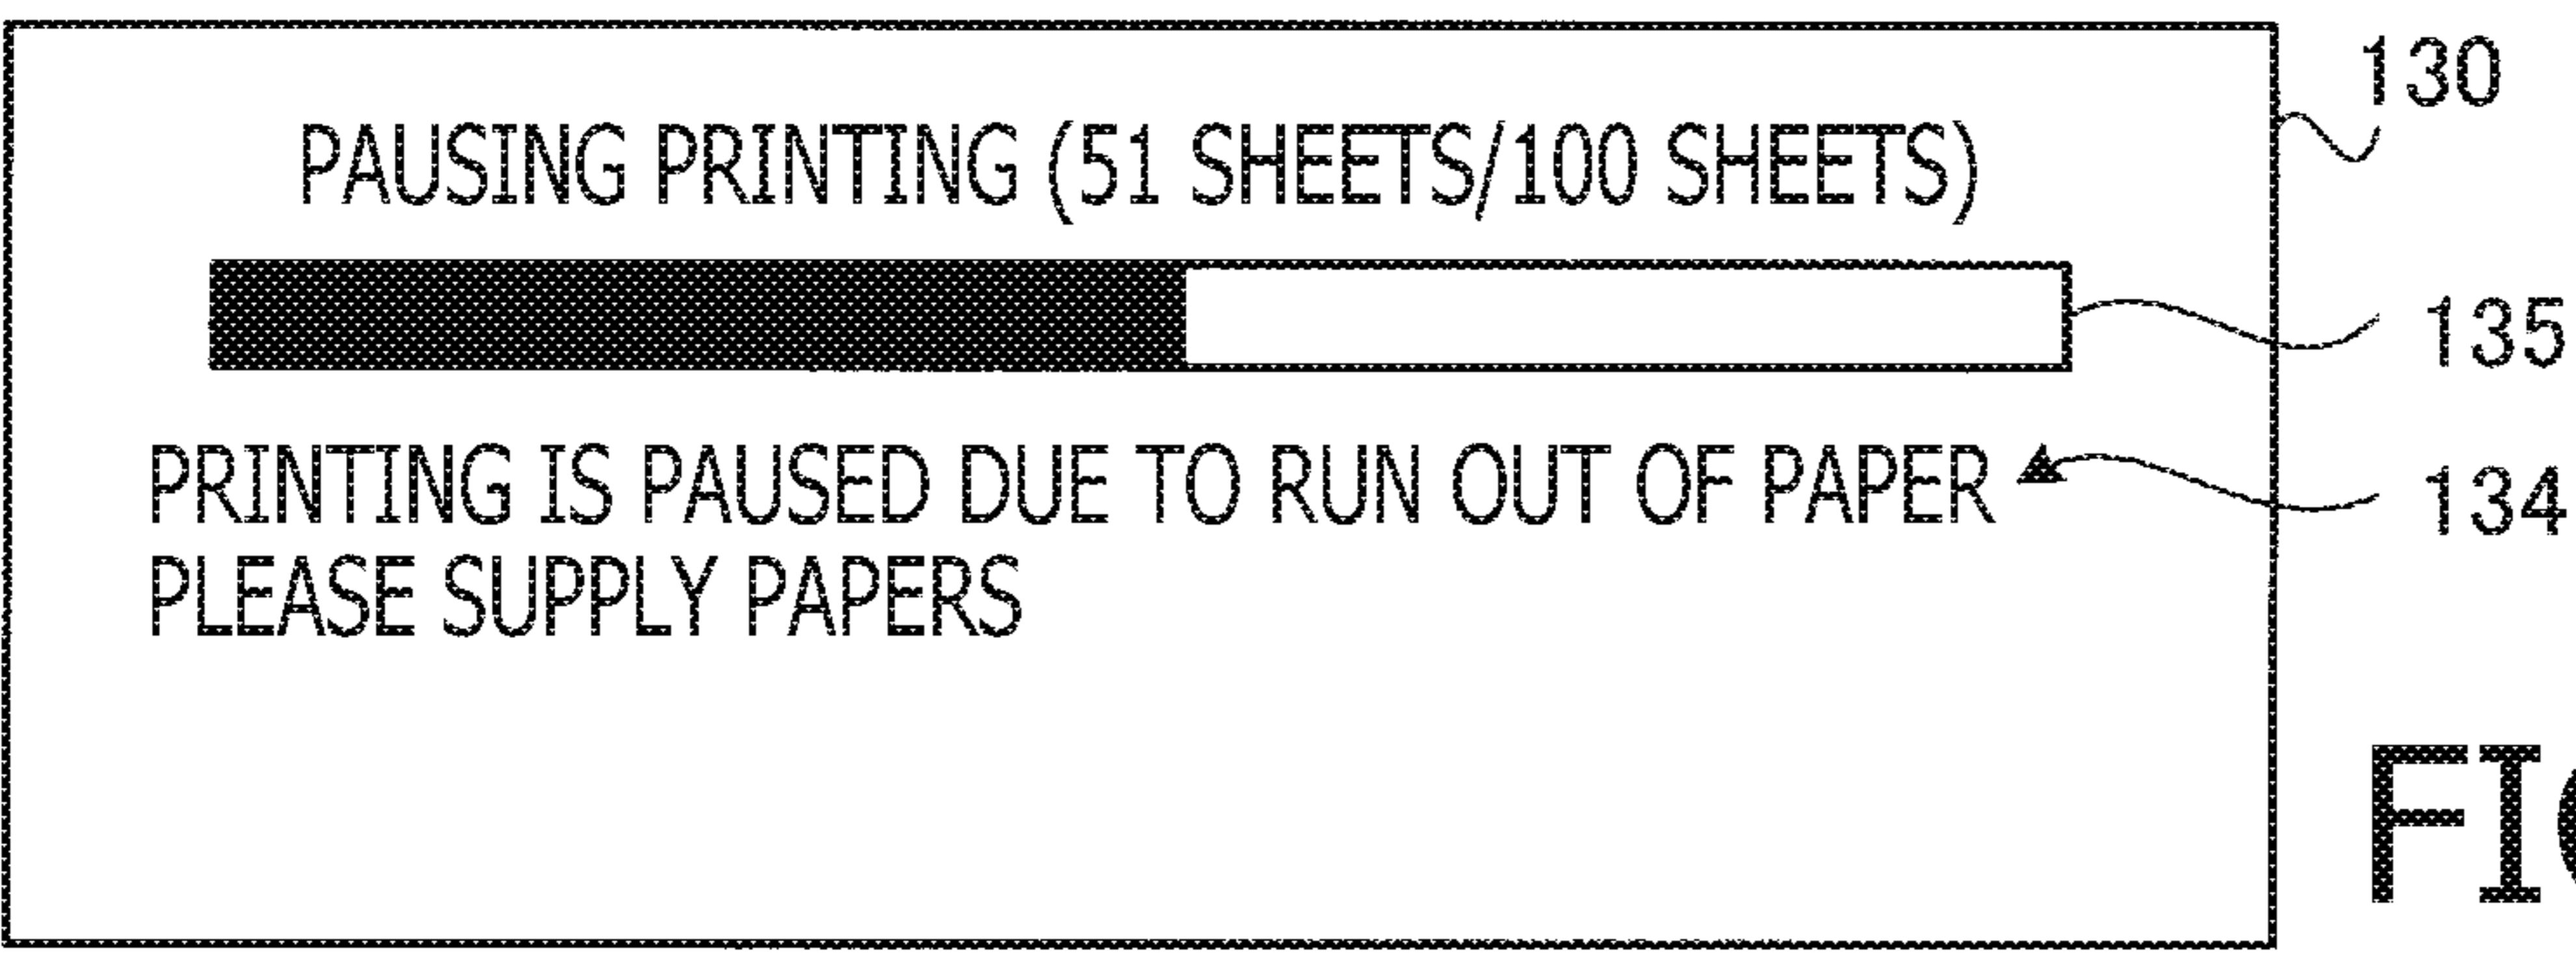 130
PAUSING PRINTING (51 SHEETS/100 SHEETS)
135
PRINTING IS PAUSED DUE TO RUN OUT OF PAPER
134
PLEASE SUPPLY PAPERS